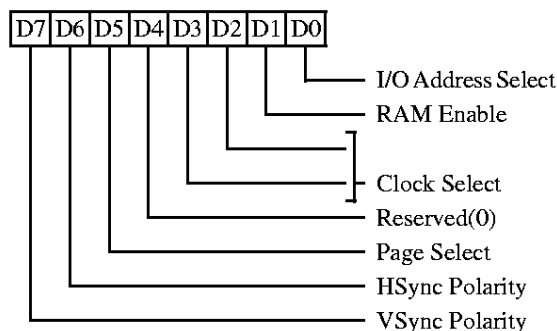 D7 D6 D5 D4 D3 D2 D1 D0
I/O Address Select
RAM Enable
Clock Select
Reserved(0)
Page Select
HSync Polarity
VSync Polarity